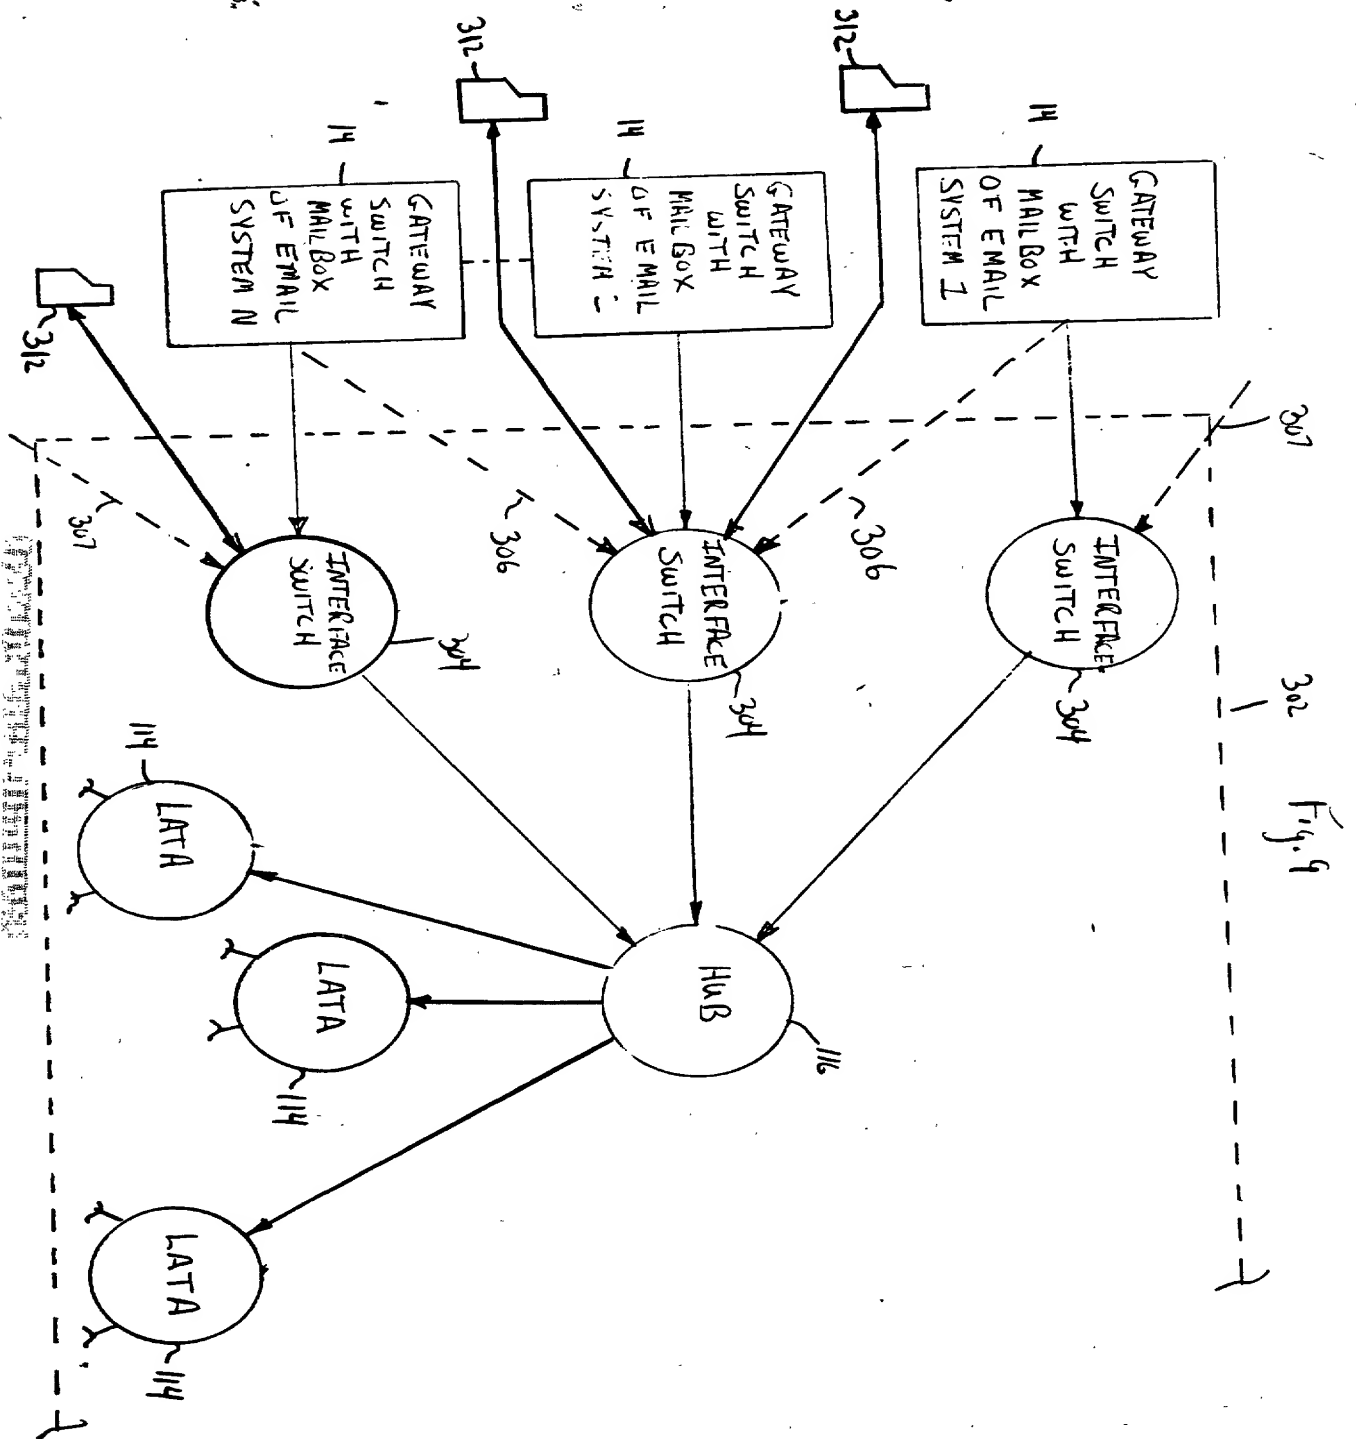 Fig. 9
302
307
307
312
312
312
14
GATEWAY
SWITCH
WITH
MAILBOX
OF EMAIL
SYSTEM 1
14
GATEWAY
SWITCH
WITH
MAILBOX
OF EMAIL
SYSTEM
14
GATEWAY
SWITCH
WITH
MAILBOX
OF EMAIL
SYSTEM N
306
306
INTERFACE
SWITCH
304
INTERFACE
SWITCH
304
INTERFACE
SWITCH
304
HUB
116
LATA
114
LATA
114
LATA
114